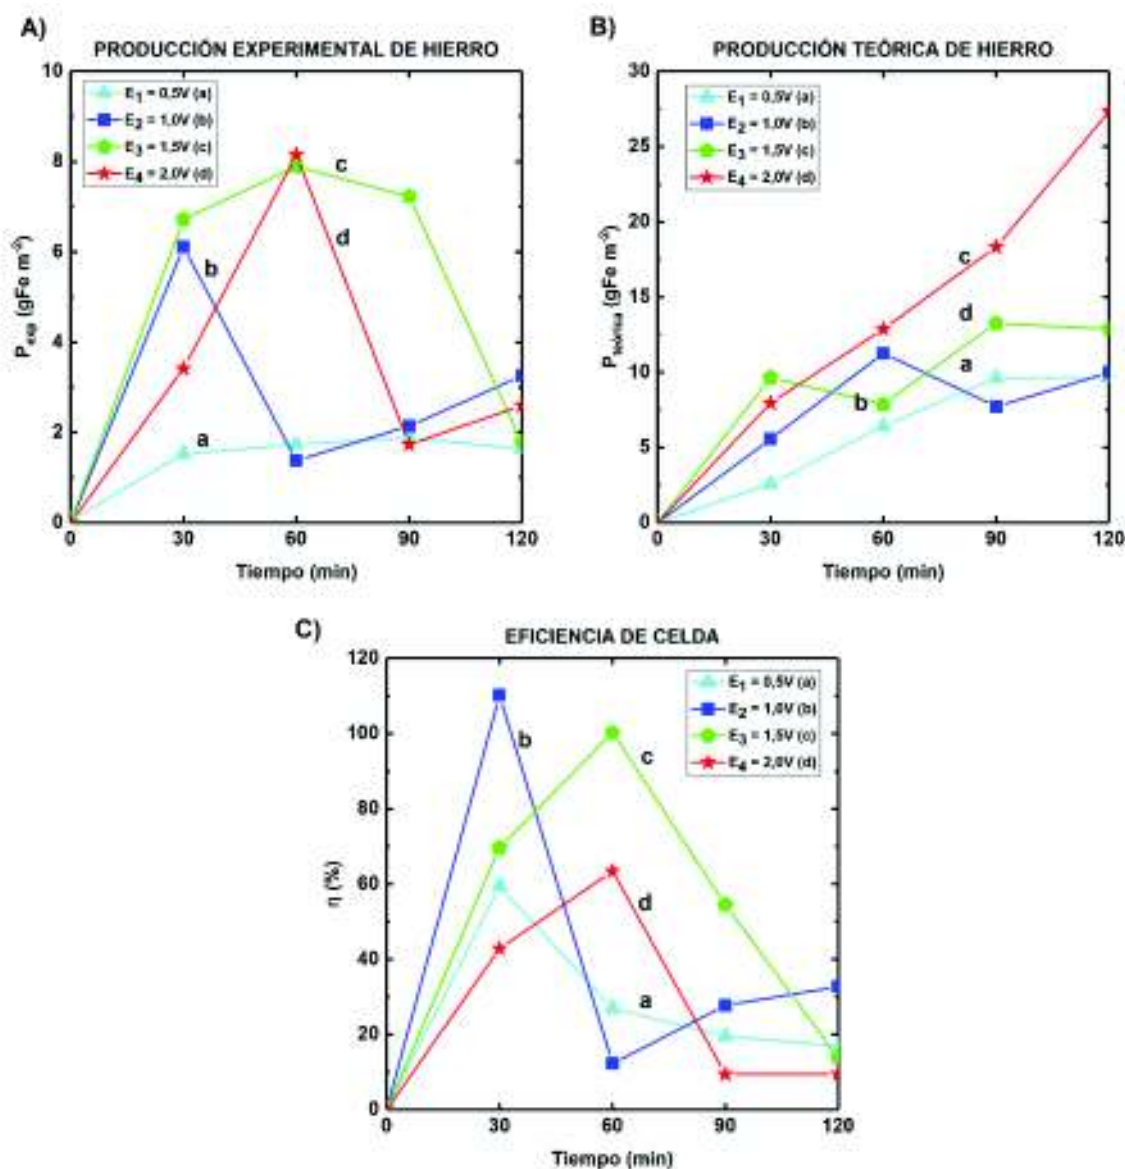 A)
PRODUCCIÓN EXPERIMENTAL DE HIERRO
10
8
6
4
2
0
P_exp (gFe m⁻²)
E₁ = 0,5V (a)
E₂ = 1,0V (b)
E₃ = 1,5V (c)
E₄ = 2,0V (d)
c
d
b
a
0 30 60 90 120
Tiempo (min)
B)
PRODUCCIÓN TEÓRICA DE HIERRO
30
25
20
15
10
5
0
P_teórica (gFe m⁻²)
E₁ = 0,5V (a)
E₂ = 1,0V (b)
E₃ = 1,5V (c)
E₄ = 2,0V (d)
c
d
a
b
0 30 60 90 120
Tiempo (min)
C)
EFICIENCIA DE CELDA
120
100
80
60
40
20
0
η (%)
E₁ = 0,5V (a)
E₂ = 1,0V (b)
E₃ = 1,5V (c)
E₄ = 2,0V (d)
b
c
d
a
0 30 60 90 120
Tiempo (min)